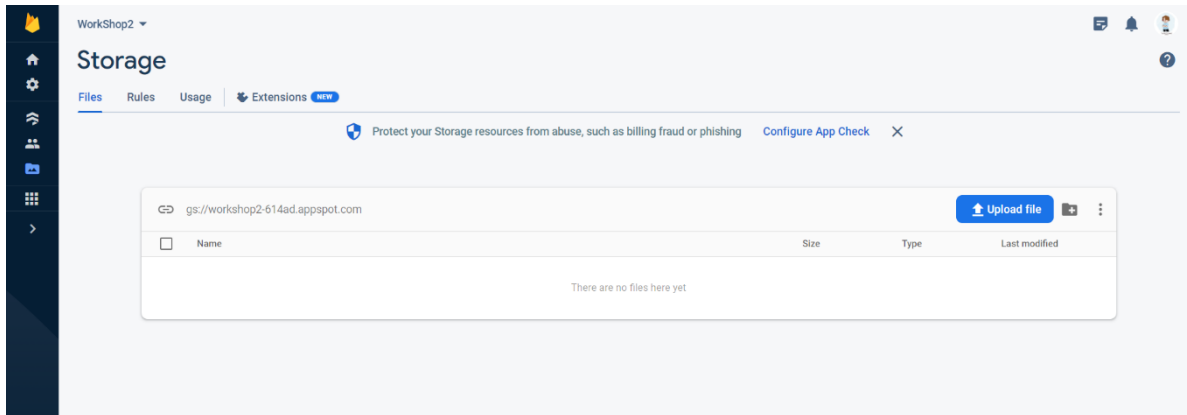 WorkShop2
Storage
Files Rules Usage Extensions NEW
Protect your Storage resources from abuse, such as billing fraud or phishing Configure App Check
gs://workshop2-614ad.appspot.com Upload file
Name Size Type Last modified
There are no files here yet